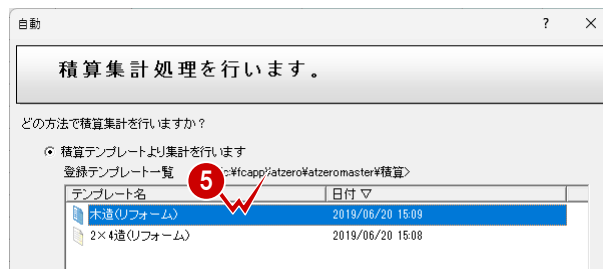 自動 ? ×
積算集計処理を行います。
どの方法で積算集計を行いますか？
積算テンプレートより集計を行います
登録テンプレート一覧 c:¥fcapp¥atzero¥atzeromaster¥積算>
5
テンプレート名 日付 ▽
木造(リフォーム) 2019/06/20 15:09
2×4造(リフォーム) 2019/06/20 15:08